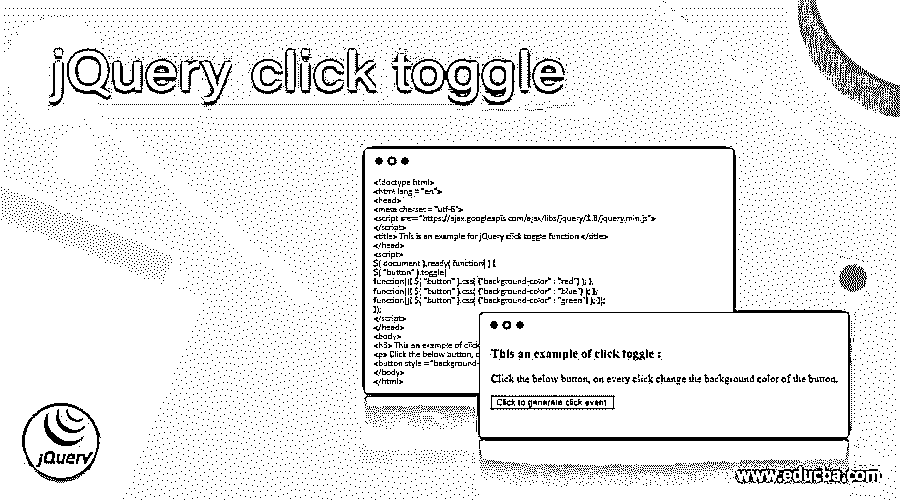 jQuery click toggle
<!doctype html>
<html lang = "en">
<head>
<meta charset = "utf-8">
<script src="https://ajax.googleapis.com/ajax/libs/jquery/1.8/jquery.min.js">
</script>
<title> This is an example for jQuery click toggle function </title>
</head>
<script>
$( document ).ready( function( ) {
$( "button" ).toggle(
function(){ $( "button" ).css( {"background-color" : "red"} ); },
function(){ $( "button" ).css( {"background-color" : "blue"} ); },
function(){ $( "button" ).css( {"background-color" : "green"} ); });
});
</script>
</head>
<body>
<h3> This an example of click
<p> Click the below button, o
<button style ="background-
</body>
</html>
This an example of click toggle :
Click the below button, on every click change the background color of the button.
Click to generate click event
jQuery
www.educba.com